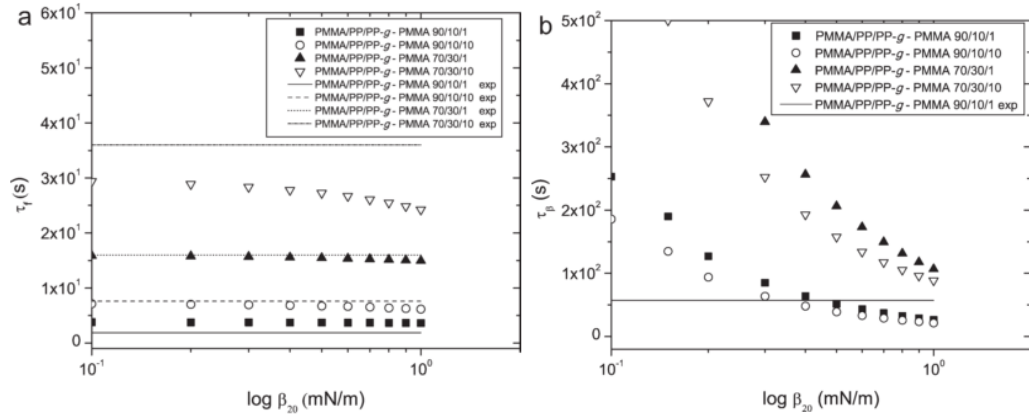 a
6x10¹
5x10¹
4x10¹
3x10¹
2x10¹
1x10¹
0
τf (s)
PMMA/PP/PP-g - PMMA 90/10/1
PMMA/PP/PP-g - PMMA 90/10/10
PMMA/PP/PP-g - PMMA 70/30/1
PMMA/PP/PP-g - PMMA 70/30/10
PMMA/PP/PP-g - PMMA 90/10/1 exp
PMMA/PP/PP-g - PMMA 90/10/10 exp
PMMA/PP/PP-g - PMMA 70/30/1 exp
PMMA/PP/PP-g - PMMA 70/30/10 exp
10⁻¹ 10⁰
log β₂₀ (mN/m)
b
5x10²
4x10²
3x10²
2x10²
1x10²
0
τβ (s)
PMMA/PP/PP-g - PMMA 90/10/1
PMMA/PP/PP-g - PMMA 90/10/10
PMMA/PP/PP-g - PMMA 70/30/1
PMMA/PP/PP-g - PMMA 70/30/10
PMMA/PP/PP-g - PMMA 90/10/1 exp
10⁻¹ 10⁰
log β₂₀ (mN/m)